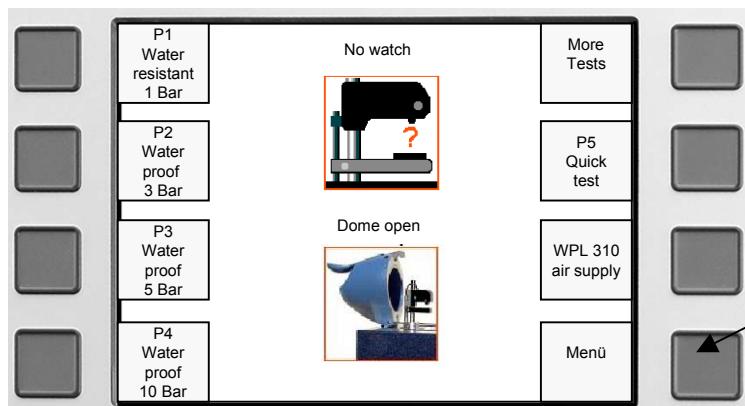 P1
Water
resistant
1 Bar
P2
Water
proof
3 Bar
P3
Water
proof
5 Bar
P4
Water
proof
10 Bar
No watch
?
Dome open
More
Tests
P5
Quick
test
WPL 310
air supply
Menü